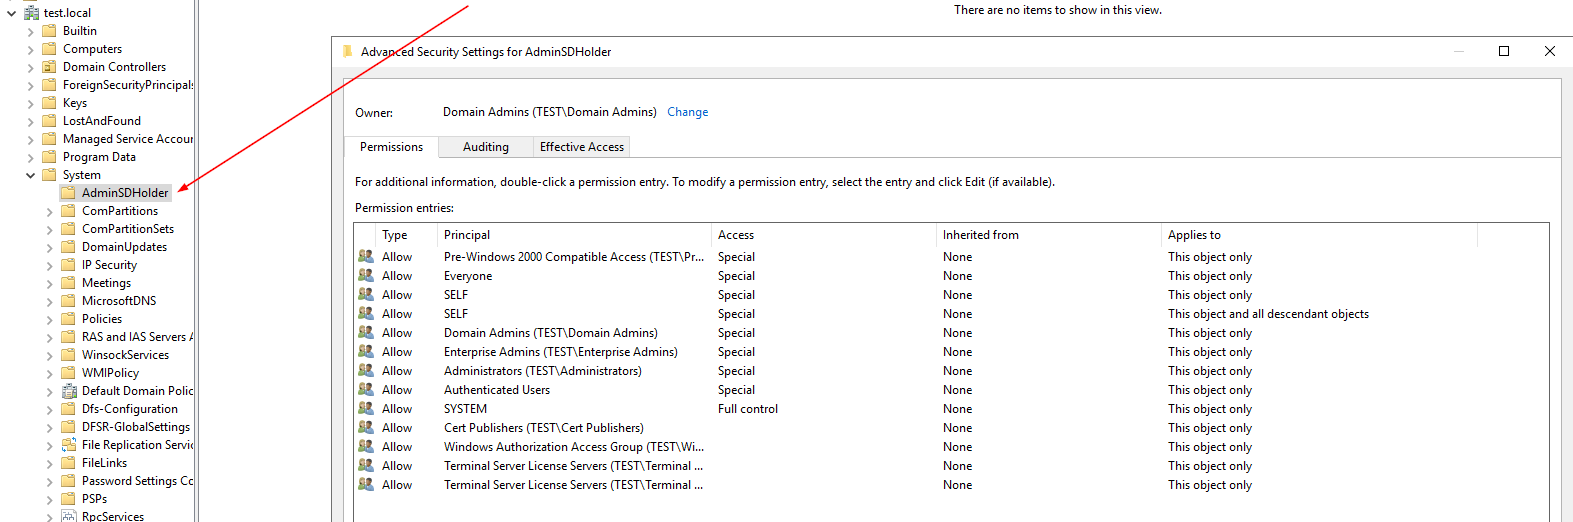 test.local
Builtin
Computers
Domain Controllers
ForeignSecurityPrincipals
Keys
LostAndFound
Managed Service Accour
Program Data
System
AdminSDHolder
ComPartitions
ComPartitionSets
DomainUpdates
IP Security
Meetings
MicrosoftDNS
Policies
RAS and IAS Servers A
WinsockServices
WMIPolicy
Default Domain Polic
Dfs-Configuration
DFSR-GlobalSettings
File Replication Servic
FileLinks
Password Settings Co
PSPs
RpcServices
There are no items to show in this view.
Advanced Security Settings for AdminSDHolder
Owner: Domain Admins (TEST\Domain Admins) Change
Permissions Auditing Effective Access
For additional information, double-click a permission entry. To modify a permission entry, select the entry and click Edit (if available).
Permission entries:
Type Principal Access Inherited from Applies to
Allow Pre-Windows 2000 Compatible Access (TEST\Pr... Special None This object only
Allow Everyone Special None This object only
Allow SELF Special None This object only
Allow SELF Special None This object and all descendant objects
Allow Domain Admins (TEST\Domain Admins) Special None This object only
Allow Enterprise Admins (TEST\Enterprise Admins) Special None This object only
Allow Administrators (TEST\Administrators) Special None This object only
Allow Authenticated Users Special None This object only
Allow SYSTEM Full control None This object only
Allow Cert Publishers (TEST\Cert Publishers) None This object only
Allow Windows Authorization Access Group (TEST\Wi... None This object only
Allow Terminal Server License Servers (TEST\Terminal ... None This object only
Allow Terminal Server License Servers (TEST\Terminal ... None This object only